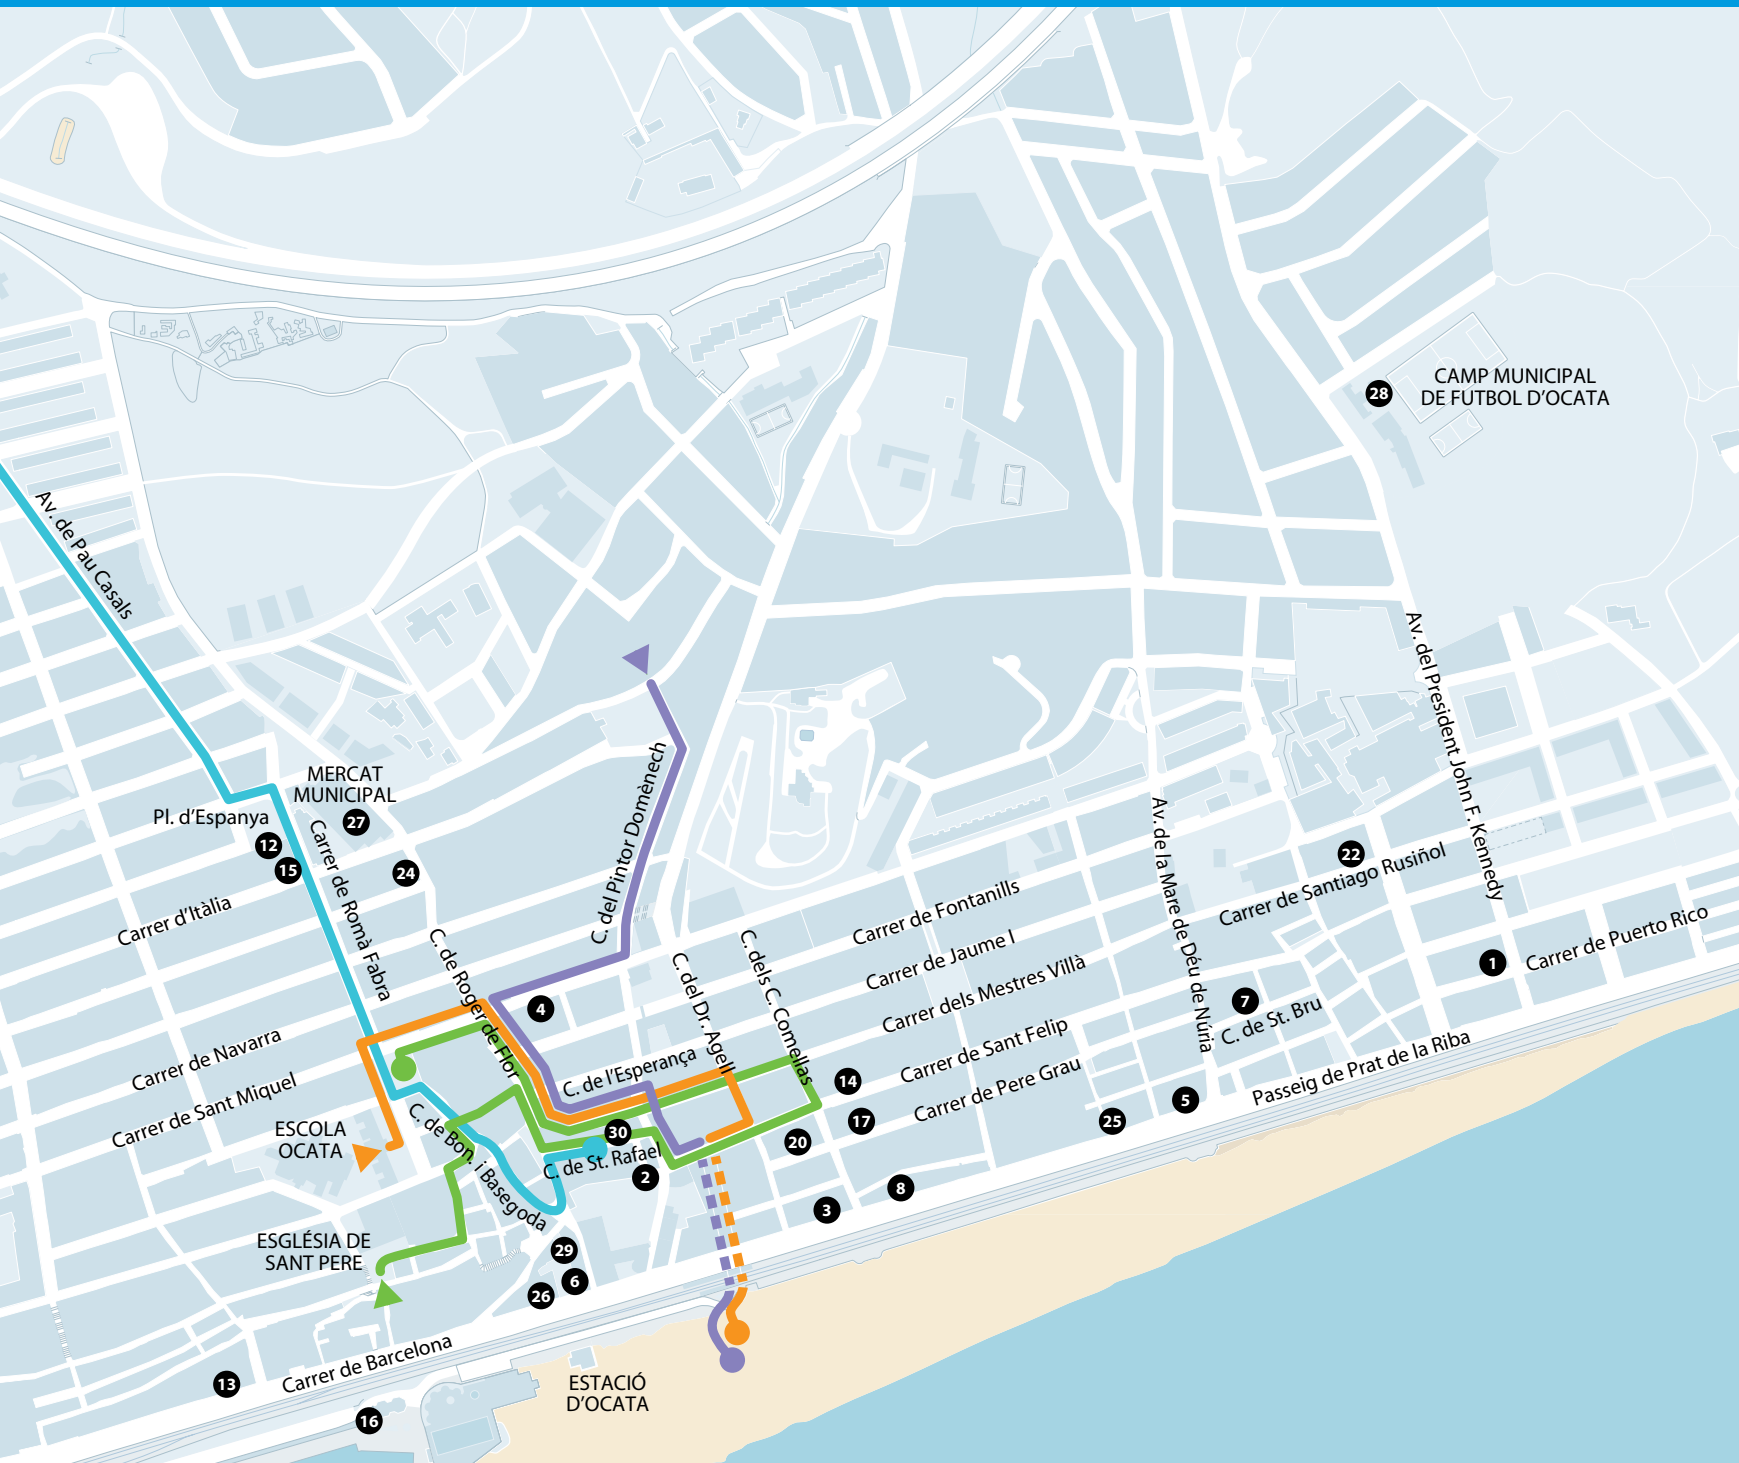 CAMP MUNICIPAL
DE FUTBOL D'OCATA
28
Av. de Pau Casals
Av. del President John F. Kennedy
MERCAT
MUNICIPAL
27
Pl. d'Espanya
12
15
24
Carrer de Romà Fabra
C. del Pintor Domènech
Av. de la Mare de Déu de Núria
22
Carrer de Santiago Rusiñol
Carrer d'Itàlia
Carrer de Fontanills
Carrer de Puerto Rico
1
C. de Roger de Flor
C. del Dr. Agell
C. dels C. Comellas
Carrer de Jaume I
Carrer dels Mestres Villà
4
7
C. de St. Bru
Carrer de Navarra
Carrer de Sant Miquel
C. de l'Esperança
Carrer de Sant Felip
Carrer de Pere Grau
Passeig de Prat de la Riba
14
5
17
25
20
ESCOLA
OCATA
C. de Bon. i Basegoda
30
C. de St. Rafael
2
8
3
ESGLÉSIA DE
SANT PERE
29
6
26
Carrer de Barcelona
13
16
ESTACIÓ
D'OCATA